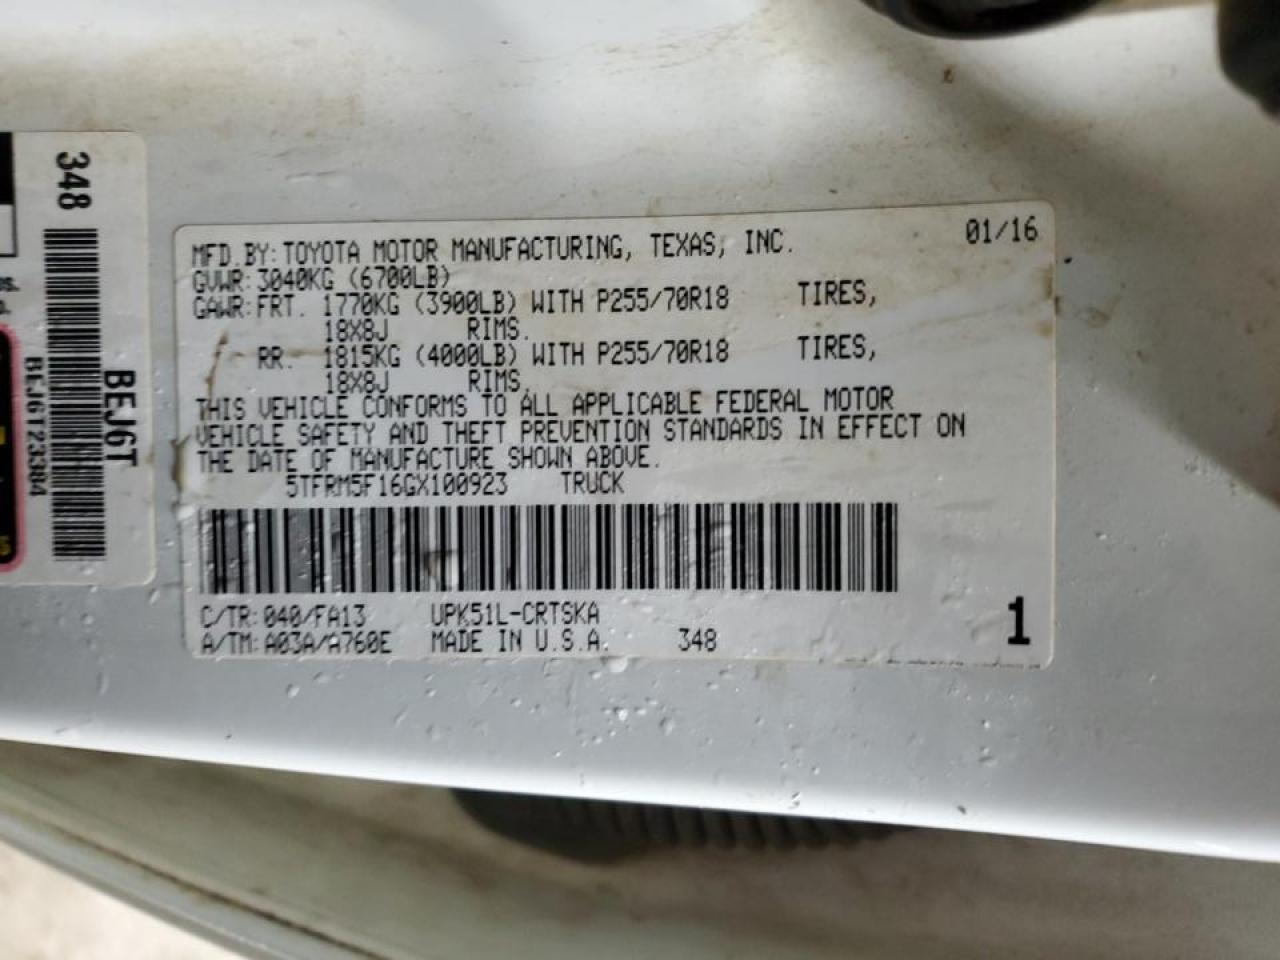 MFD.BY:TOYOTA MOTOR MANUFACTURING, TEXAS, INC. 01/16
GVWR:3040KG (6700LB)
GAWR:FRT. 1770KG (3900LB) WITH P255/70R18 TIRES,
18X8J RIMS.
RR. 1815KG (4000LB) WITH P255/70R18 TIRES,
18X8J RIMS,
THIS VEHICLE CONFORMS TO ALL APPLICABLE FEDERAL MOTOR
VEHICLE SAFETY AND THEFT PREVENTION STANDARDS IN EFFECT ON
THE DATE OF MANUFACTURE SHOWN ABOVE.
5TFRM5F16GX100923 TRUCK
C/TR:040/FA13 UPK51L-CRTSKA
A/TM:A03A/A760E MADE IN U.S.A. 348
1
348
BEJ6T
BEJ6T23384